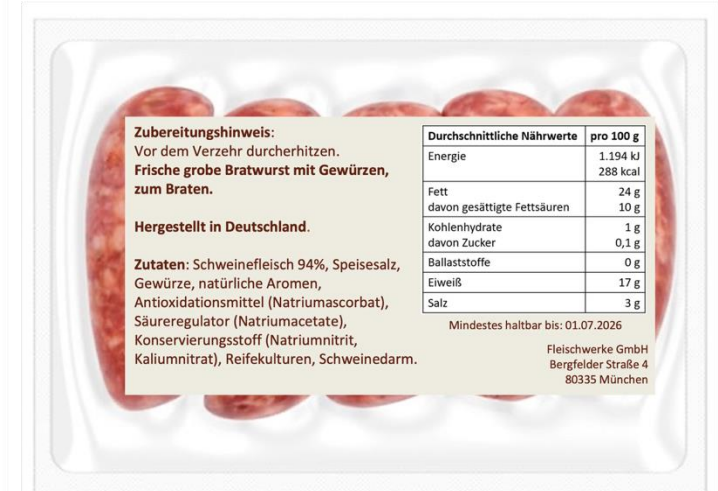 Zubereitungshinweis:
Vor dem Verzehr durcherhitzen.
Frische grobe Bratwurst mit Gewürzen,
zum Braten.
Hergestellt in Deutschland.
Zutaten: Schweinefleisch 94%, Speisesalz,
Gewürze, natürliche Aromen,
Antioxidationsmittel (Natriumascorbat),
Säureregulator (Natriumacetate),
Konservierungsstoff (Natriumnitrit,
Kaliumnitrat), Reifekulturen, Schweinedarm.
Durchschnittliche Nährwerte pro 100 g
Energie 1.194 kJ
288 kcal
Fett 24 g
davon gesättigte Fettsäuren 10 g
Kohlenhydrate 1 g
davon Zucker 0,1 g
Ballaststoffe 0 g
Eiweiß 17 g
Salz 3 g
Mindestes haltbar bis: 01.07.2026
Fleischwerke GmbH
Bergfelder Straße 4
80335 München